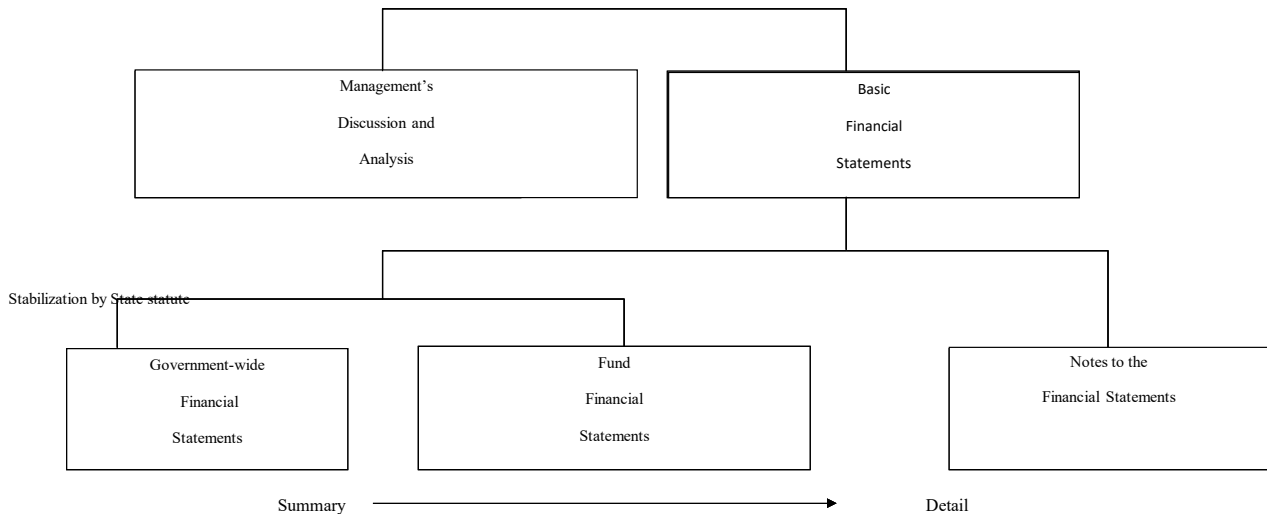 Management’s
Discussion and
Analysis
Basic
Financial
Statements
Stabilization by State statute
Government-wide
Financial
Statements
Fund
Financial
Statements
Notes to the
Financial Statements
Summary
Detail